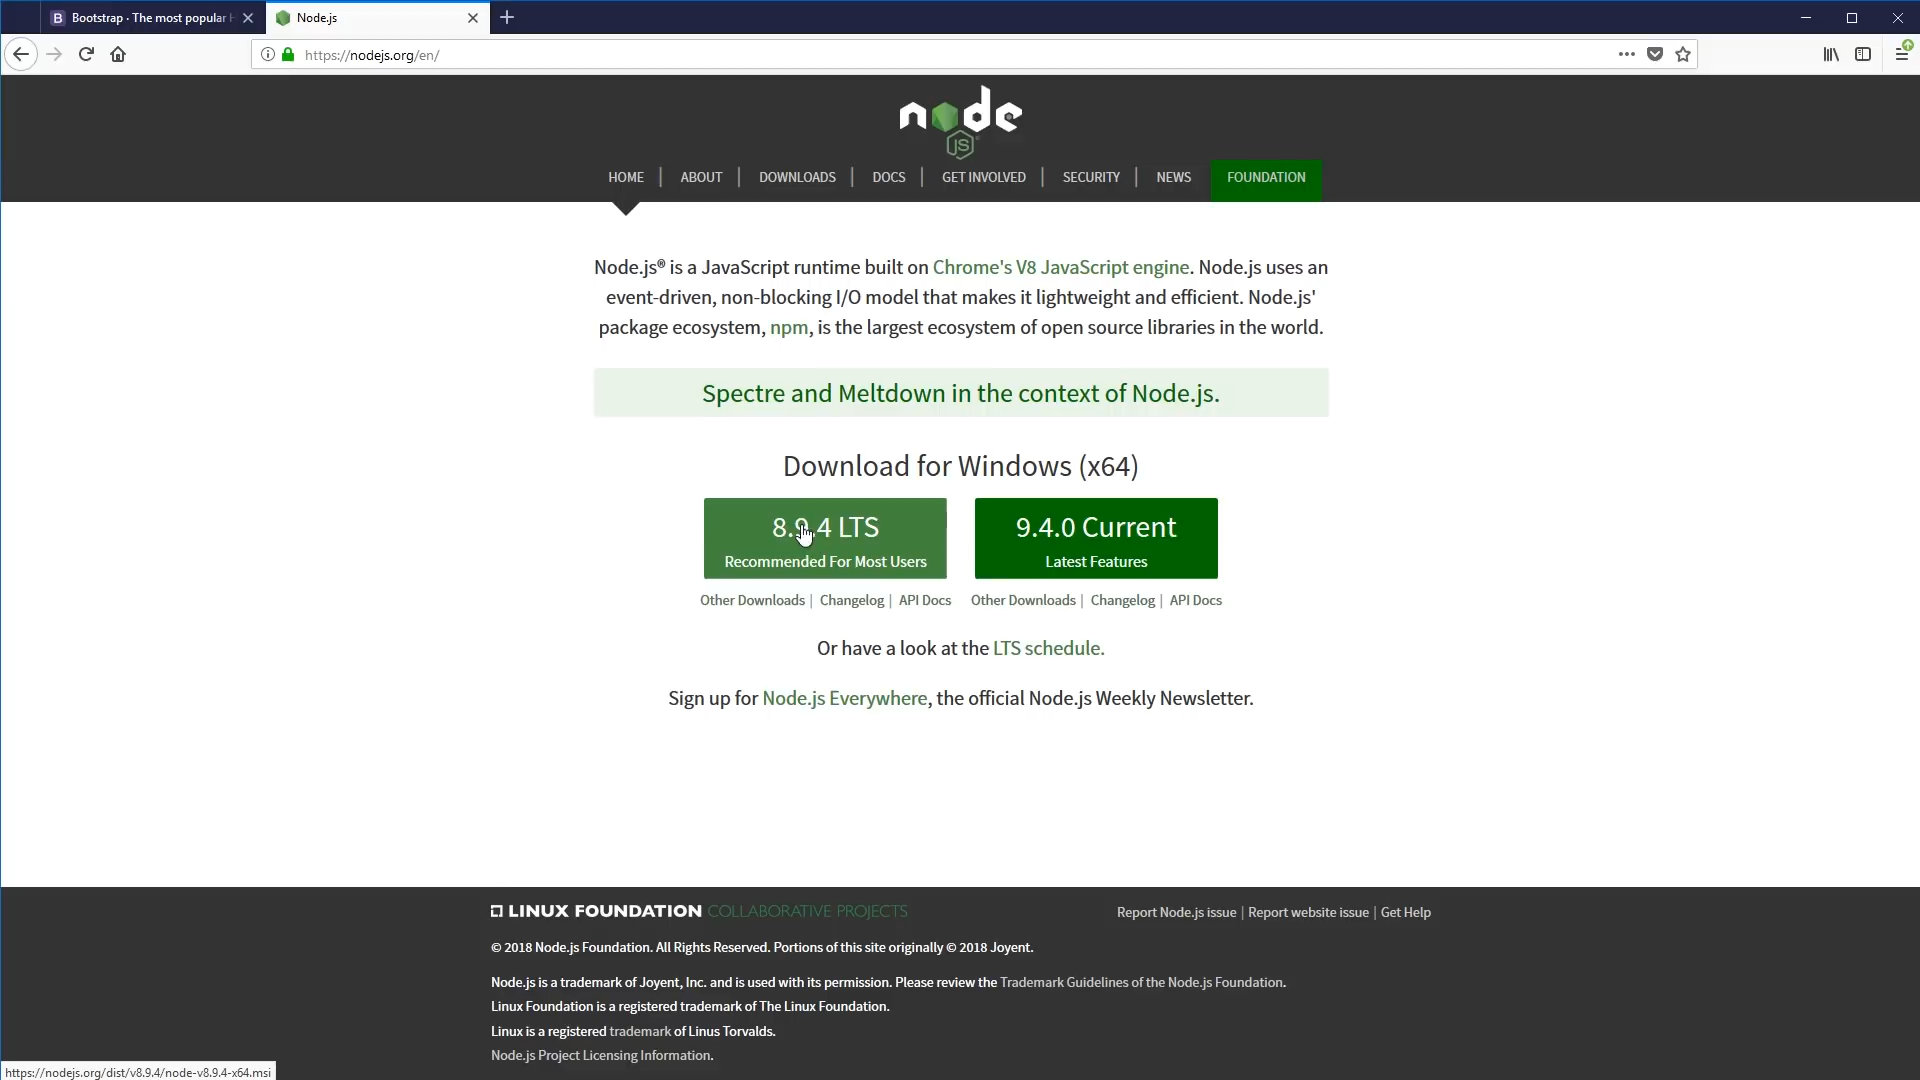 Bootstrap · The most popular
Node.js
https://nodejs.org/en/
node
JS
HOME | ABOUT | DOWNLOADS | DOCS | GET INVOLVED | SECURITY | NEWS FOUNDATION
Node.js® is a JavaScript runtime built on Chrome's V8 JavaScript engine. Node.js uses an
event-driven, non-blocking I/O model that makes it lightweight and efficient. Node.js'
package ecosystem, npm, is the largest ecosystem of open source libraries in the world.
Spectre and Meltdown in the context of Node.js.
Download for Windows (x64)
8.9.4 LTS
Recommended For Most Users
9.4.0 Current
Latest Features
Other Downloads | Changelog | API Docs
Other Downloads | Changelog | API Docs
Or have a look at the LTS schedule.
Sign up for Node.js Everywhere, the official Node.js Weekly Newsletter.
LINUX FOUNDATION COLLABORATIVE PROJECTS
Report Node.js issue | Report website issue | Get Help
© 2018 Node.js Foundation. All Rights Reserved. Portions of this site originally © 2018 Joyent.
Node.js is a trademark of Joyent, Inc. and is used with its permission. Please review the Trademark Guidelines of the Node.js Foundation.
Linux Foundation is a registered trademark of The Linux Foundation.
Linux is a registered trademark of Linus Torvalds.
Node.js Project Licensing Information.
https://nodejs.org/dist/v8.9.4/node-v8.9.4-x64.msi